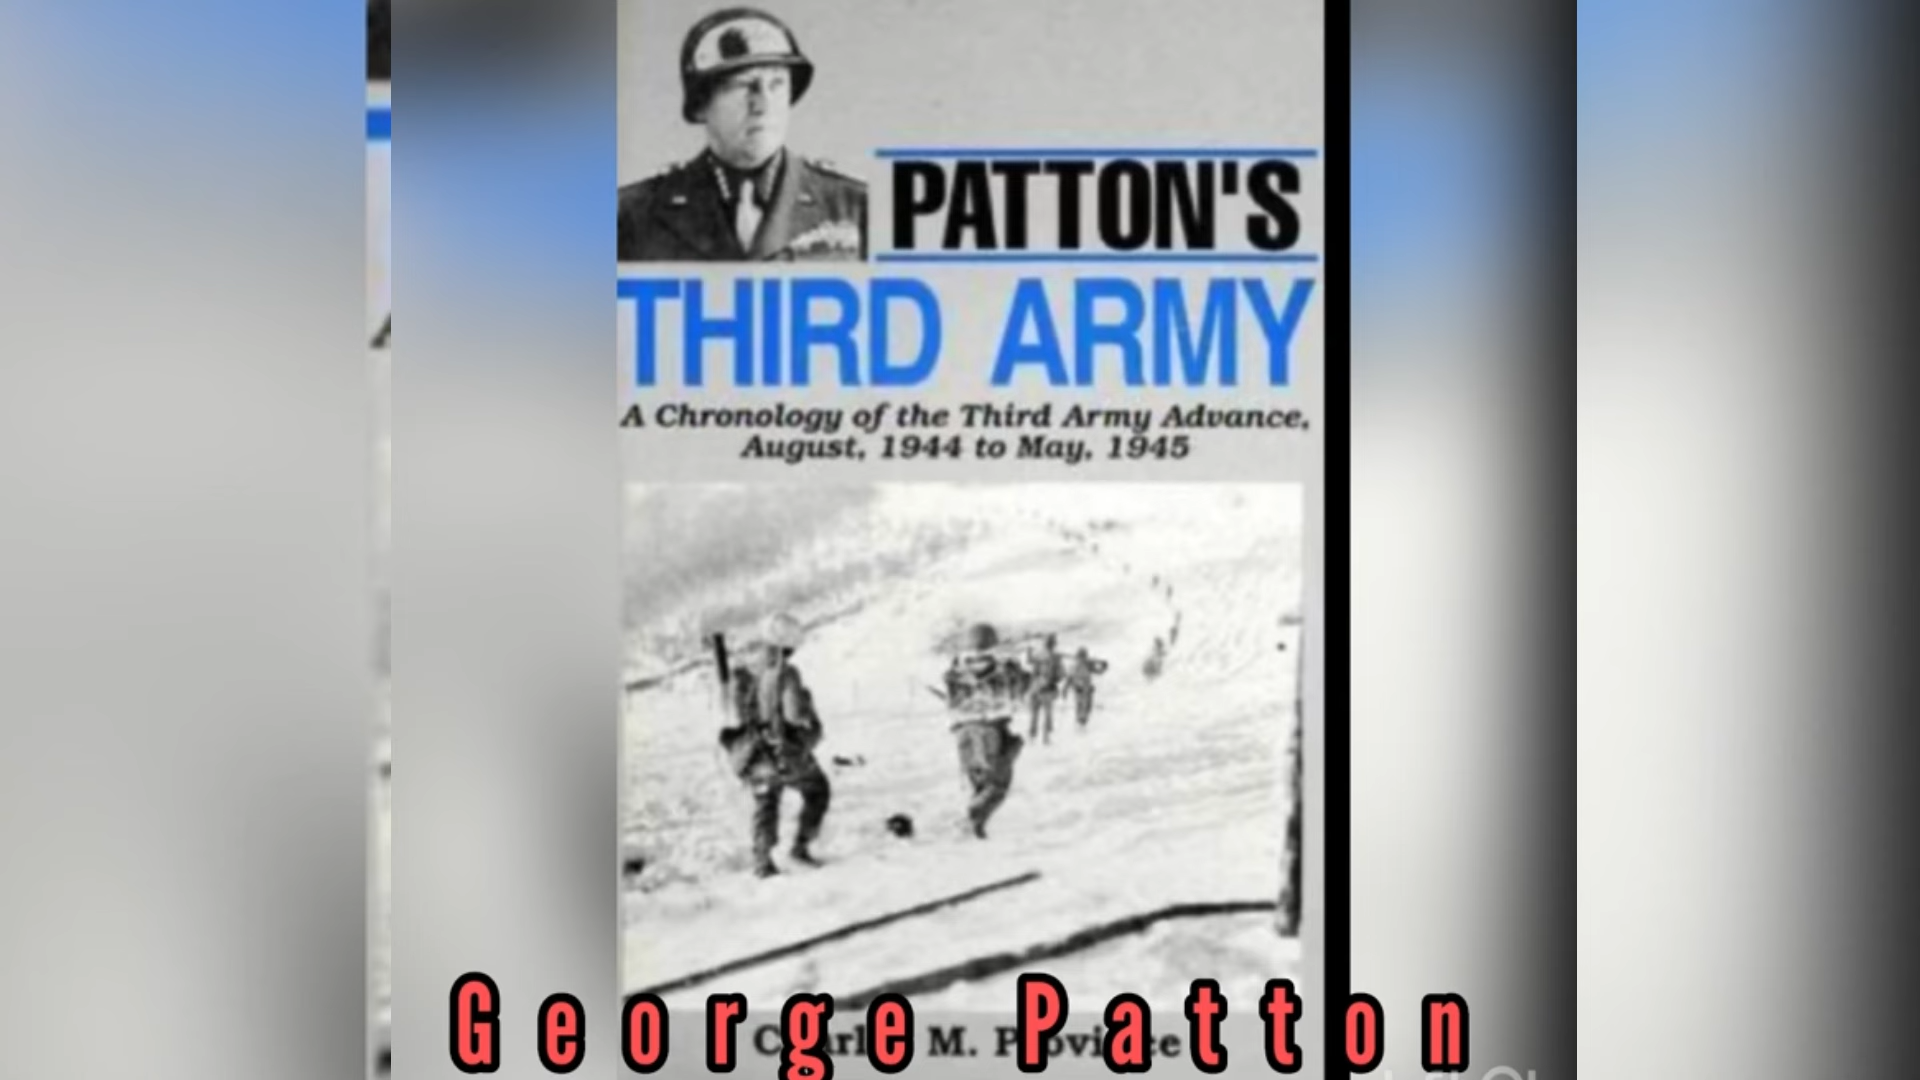 PATTON'S
THIRD ARMY
A Chronology of the Third Army Advance,
August, 1944 to May, 1945
George Patton
M.